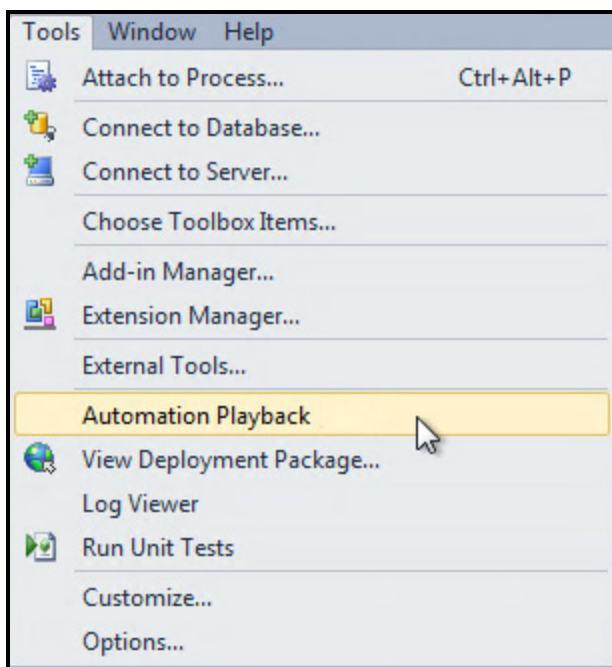 Tools Window Help
Attach to Process... Ctrl+Alt+P
Connect to Database...
Connect to Server...
Choose Toolbox Items...
Add-in Manager...
Extension Manager...
External Tools...
Automation Playback
View Deployment Package...
Log Viewer
Run Unit Tests
Customize...
Options...